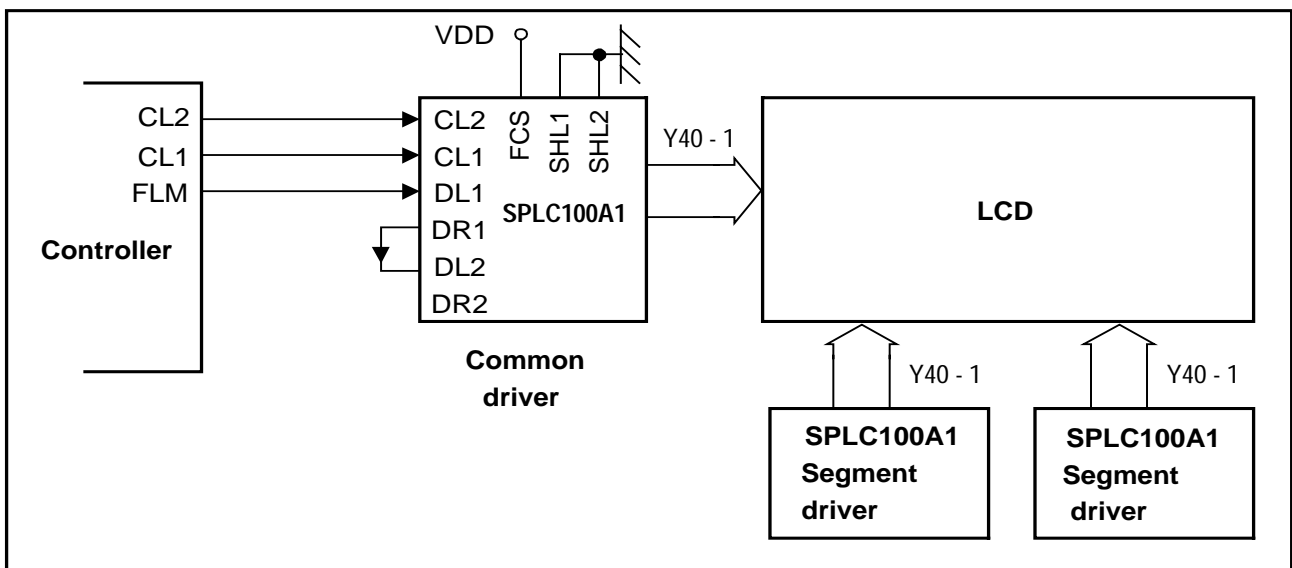 VDD
CL2
CL1
FLM
Controller
CL2
CL1
DL1
DR1
DL2
DR2
FCS
SHL1
SHL2
SPLC100A1
Common
driver
Y40 - 1
LCD
Y40 - 1
Y40 - 1
SPLC100A1
Segment
driver
SPLC100A1
Segment
driver